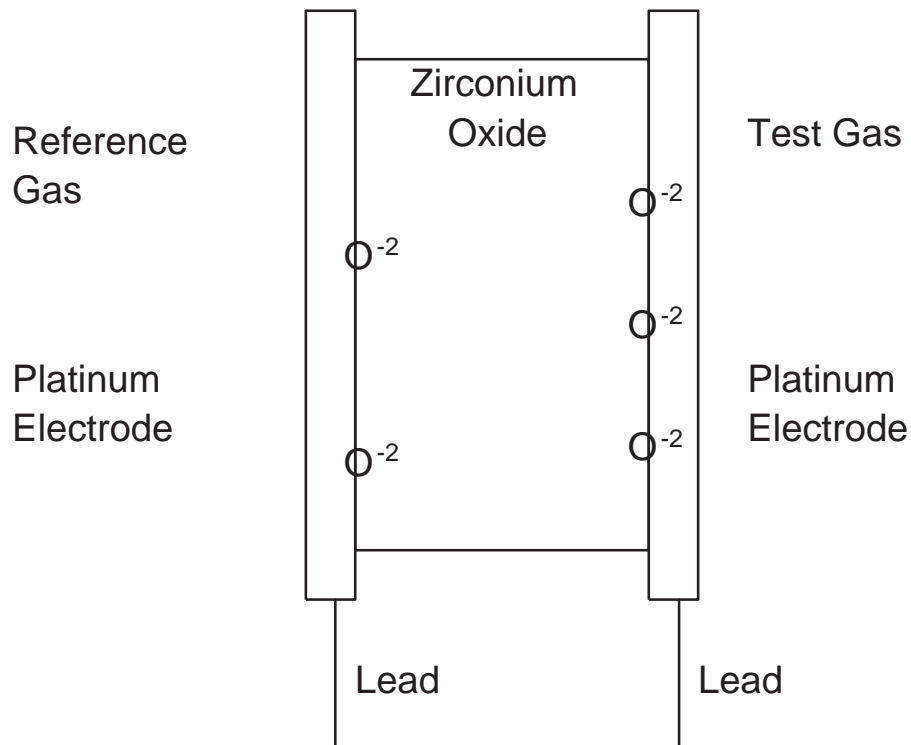 Zirconium
Oxide
Reference
Gas
Test Gas
O-2
O-2
O-2
Platinum
Electrode
Platinum
Electrode
O-2
O-2
Lead
Lead